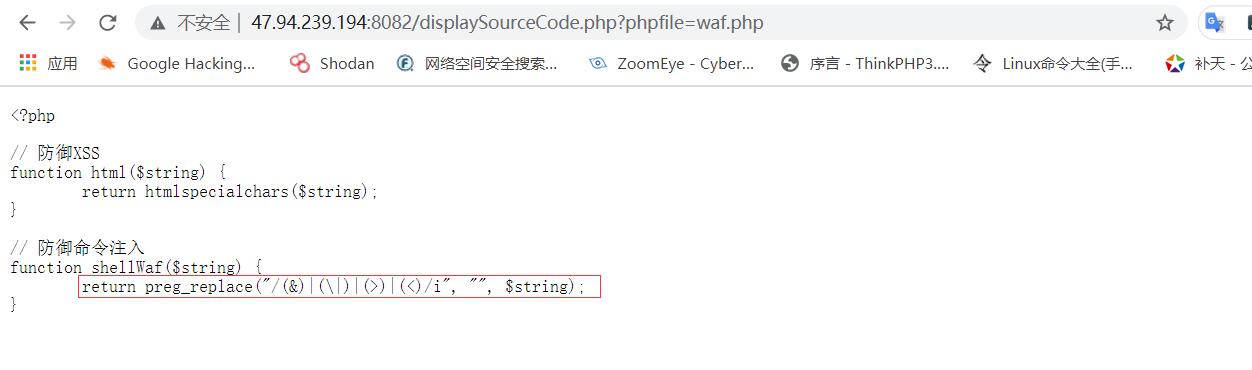 不安全 | 47.94.239.194:8082/displaySourceCode.php?phpfile=waf.php
应用 Google Hacking... Shodan 网络空间安全搜索... ZoomEye - Cyber... 序言 - ThinkPHP3.... Linux命令大全(手... 补天 - 公
<?php
// 防御XSS
function html($string) {
        return htmlspecialchars($string);
}
// 防御命令注入
function shellWaf($string) {
        return preg_replace("/(&)|(\|)|(>)|(<)/i", "", $string);
}